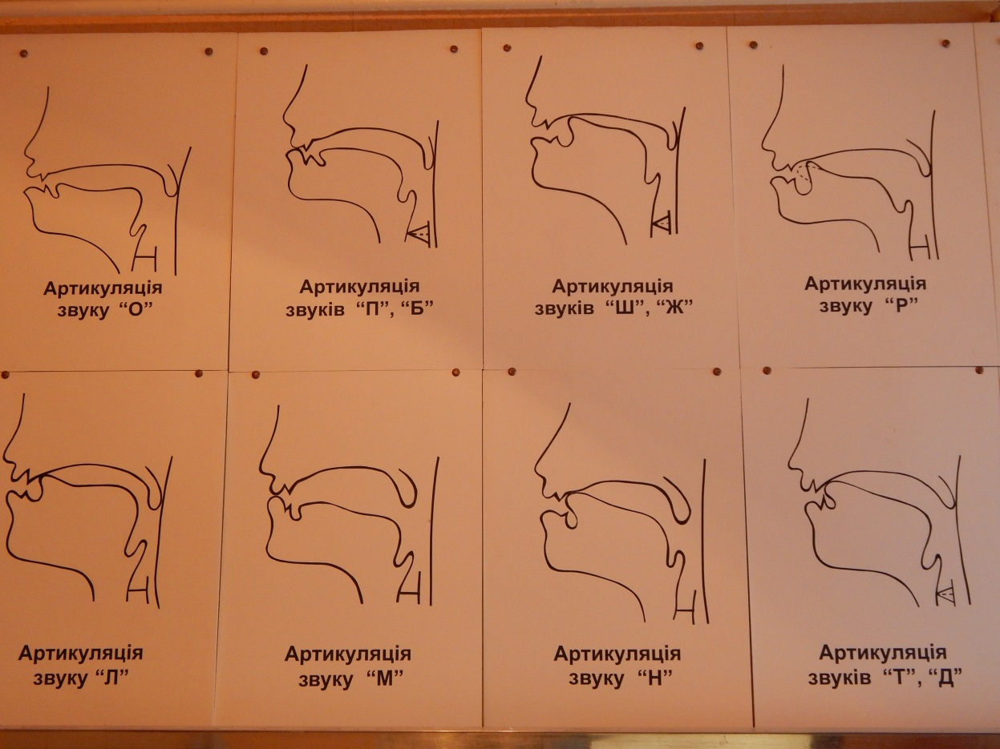 Артикуляція
звуку “О”
Артикуляція
звуків “П”, “Б”
Артикуляція
звуків “Ш”, “Ж”
Артикуляція
звуку “Р”
Артикуляція
звуку “Л”
Артикуляція
звуку “М”
Артикуляція
звуку “Н”
Артикуляція
звуків “Т”, “Д”